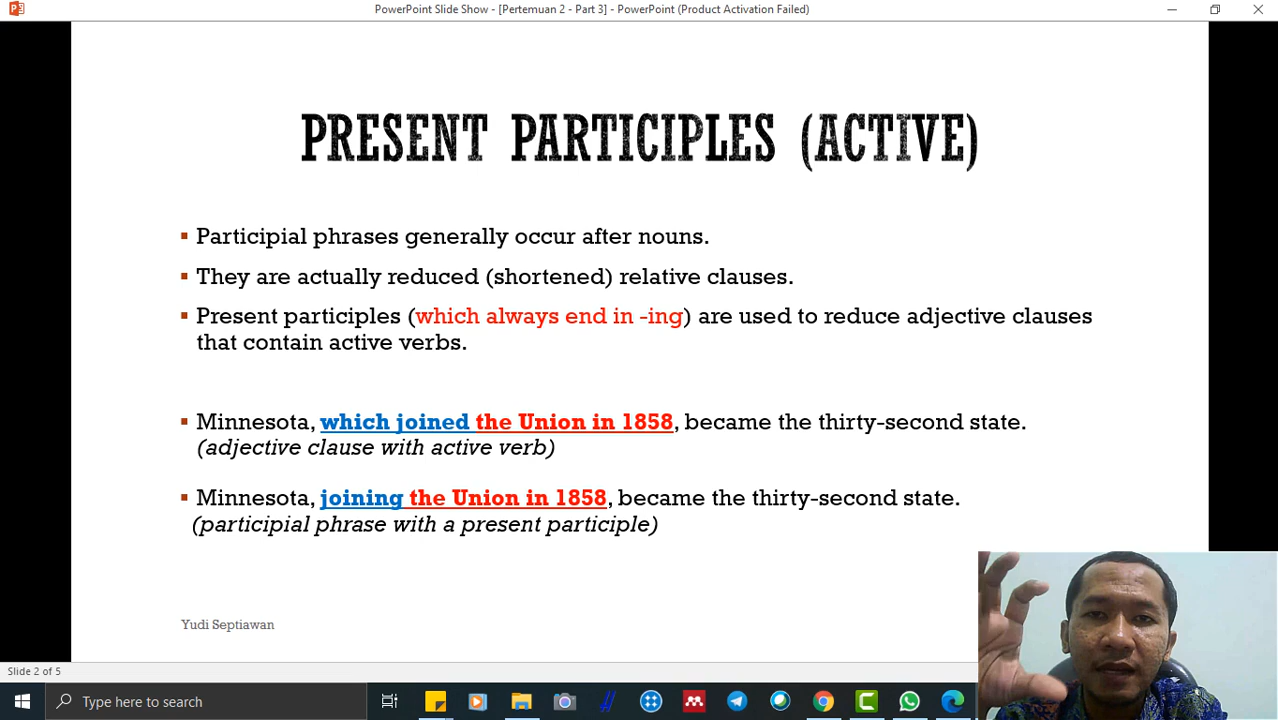 PowerPoint Slide Show - [Pertemuan 2 - Part 3] - PowerPoint (Product Activation Failed)
PRESENT PARTICIPLES (ACTIVE)
▪ Participial phrases generally occur after nouns.
▪ They are actually reduced (shortened) relative clauses.
▪ Present participles (which always end in -ing) are used to reduce adjective clauses
that contain active verbs.
▪ Minnesota, which joined the Union in 1858, became the thirty-second state.
(adjective clause with active verb)
▪ Minnesota, joining the Union in 1858, became the thirty-second state.
(participial phrase with a present participle)
Yudi Septiawan
Slide 2 of 5
Type here to search